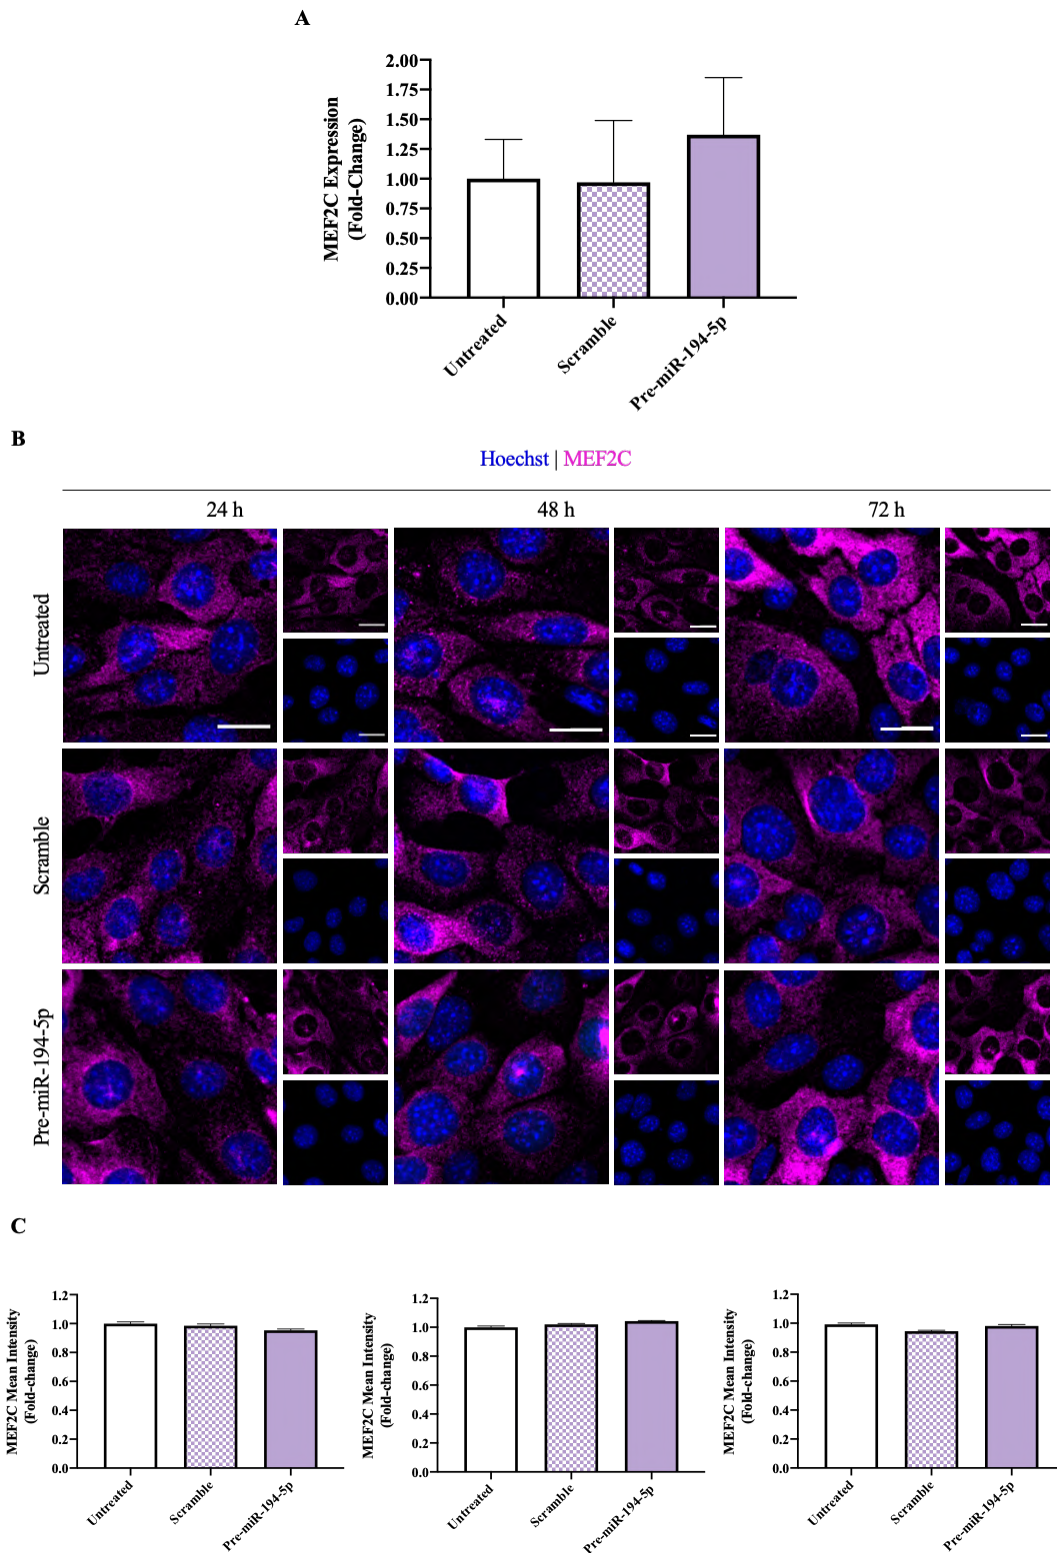 A
2.00
1.75
1.50
1.25
1.00
0.75
0.50
0.25
0.00
MEF2C Expression
(Fold-Change)
Untreated
Scramble
Pre-miR-194-5p
B
Hoechst | MEF2C
24 h
48 h
72 h
Untreated
Scramble
Pre-miR-194-5p
C
MEF2C Mean Intensity
(Fold-change)
1.2
1.0
0.8
0.6
0.4
0.2
0.0
Untreated
Scramble
Pre-miR-194-5p
MEF2C Mean Intensity
(Fold-change)
1.2
1.0
0.8
0.6
0.4
0.2
0.0
Untreated
Scramble
Pre-miR-194-5p
MEF2C Mean Intensity
(Fold-change)
1.2
1.0
0.8
0.6
0.4
0.2
0.0
Untreated
Scramble
Pre-miR-194-5p